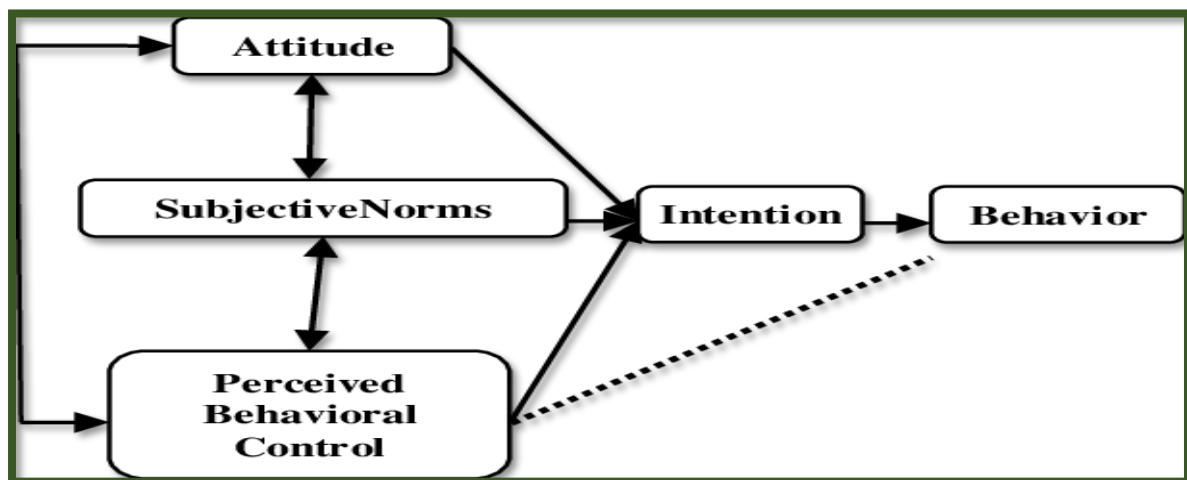 Attitude
SubjectiveNorms
Intention
Behavior
Perceived
Behavioral
Control